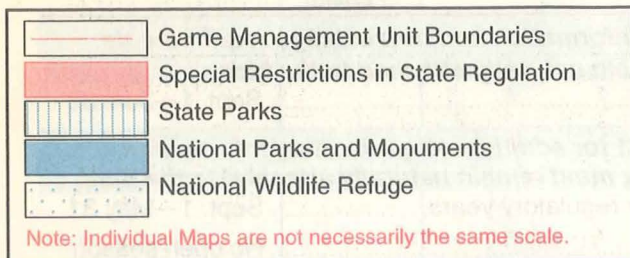 Game Management Unit Boundaries
Special Restrictions in State Regulation
State Parks
National Parks and Monuments
National Wildlife Refuge
Note: Individual Maps are not necessarily the same scale.